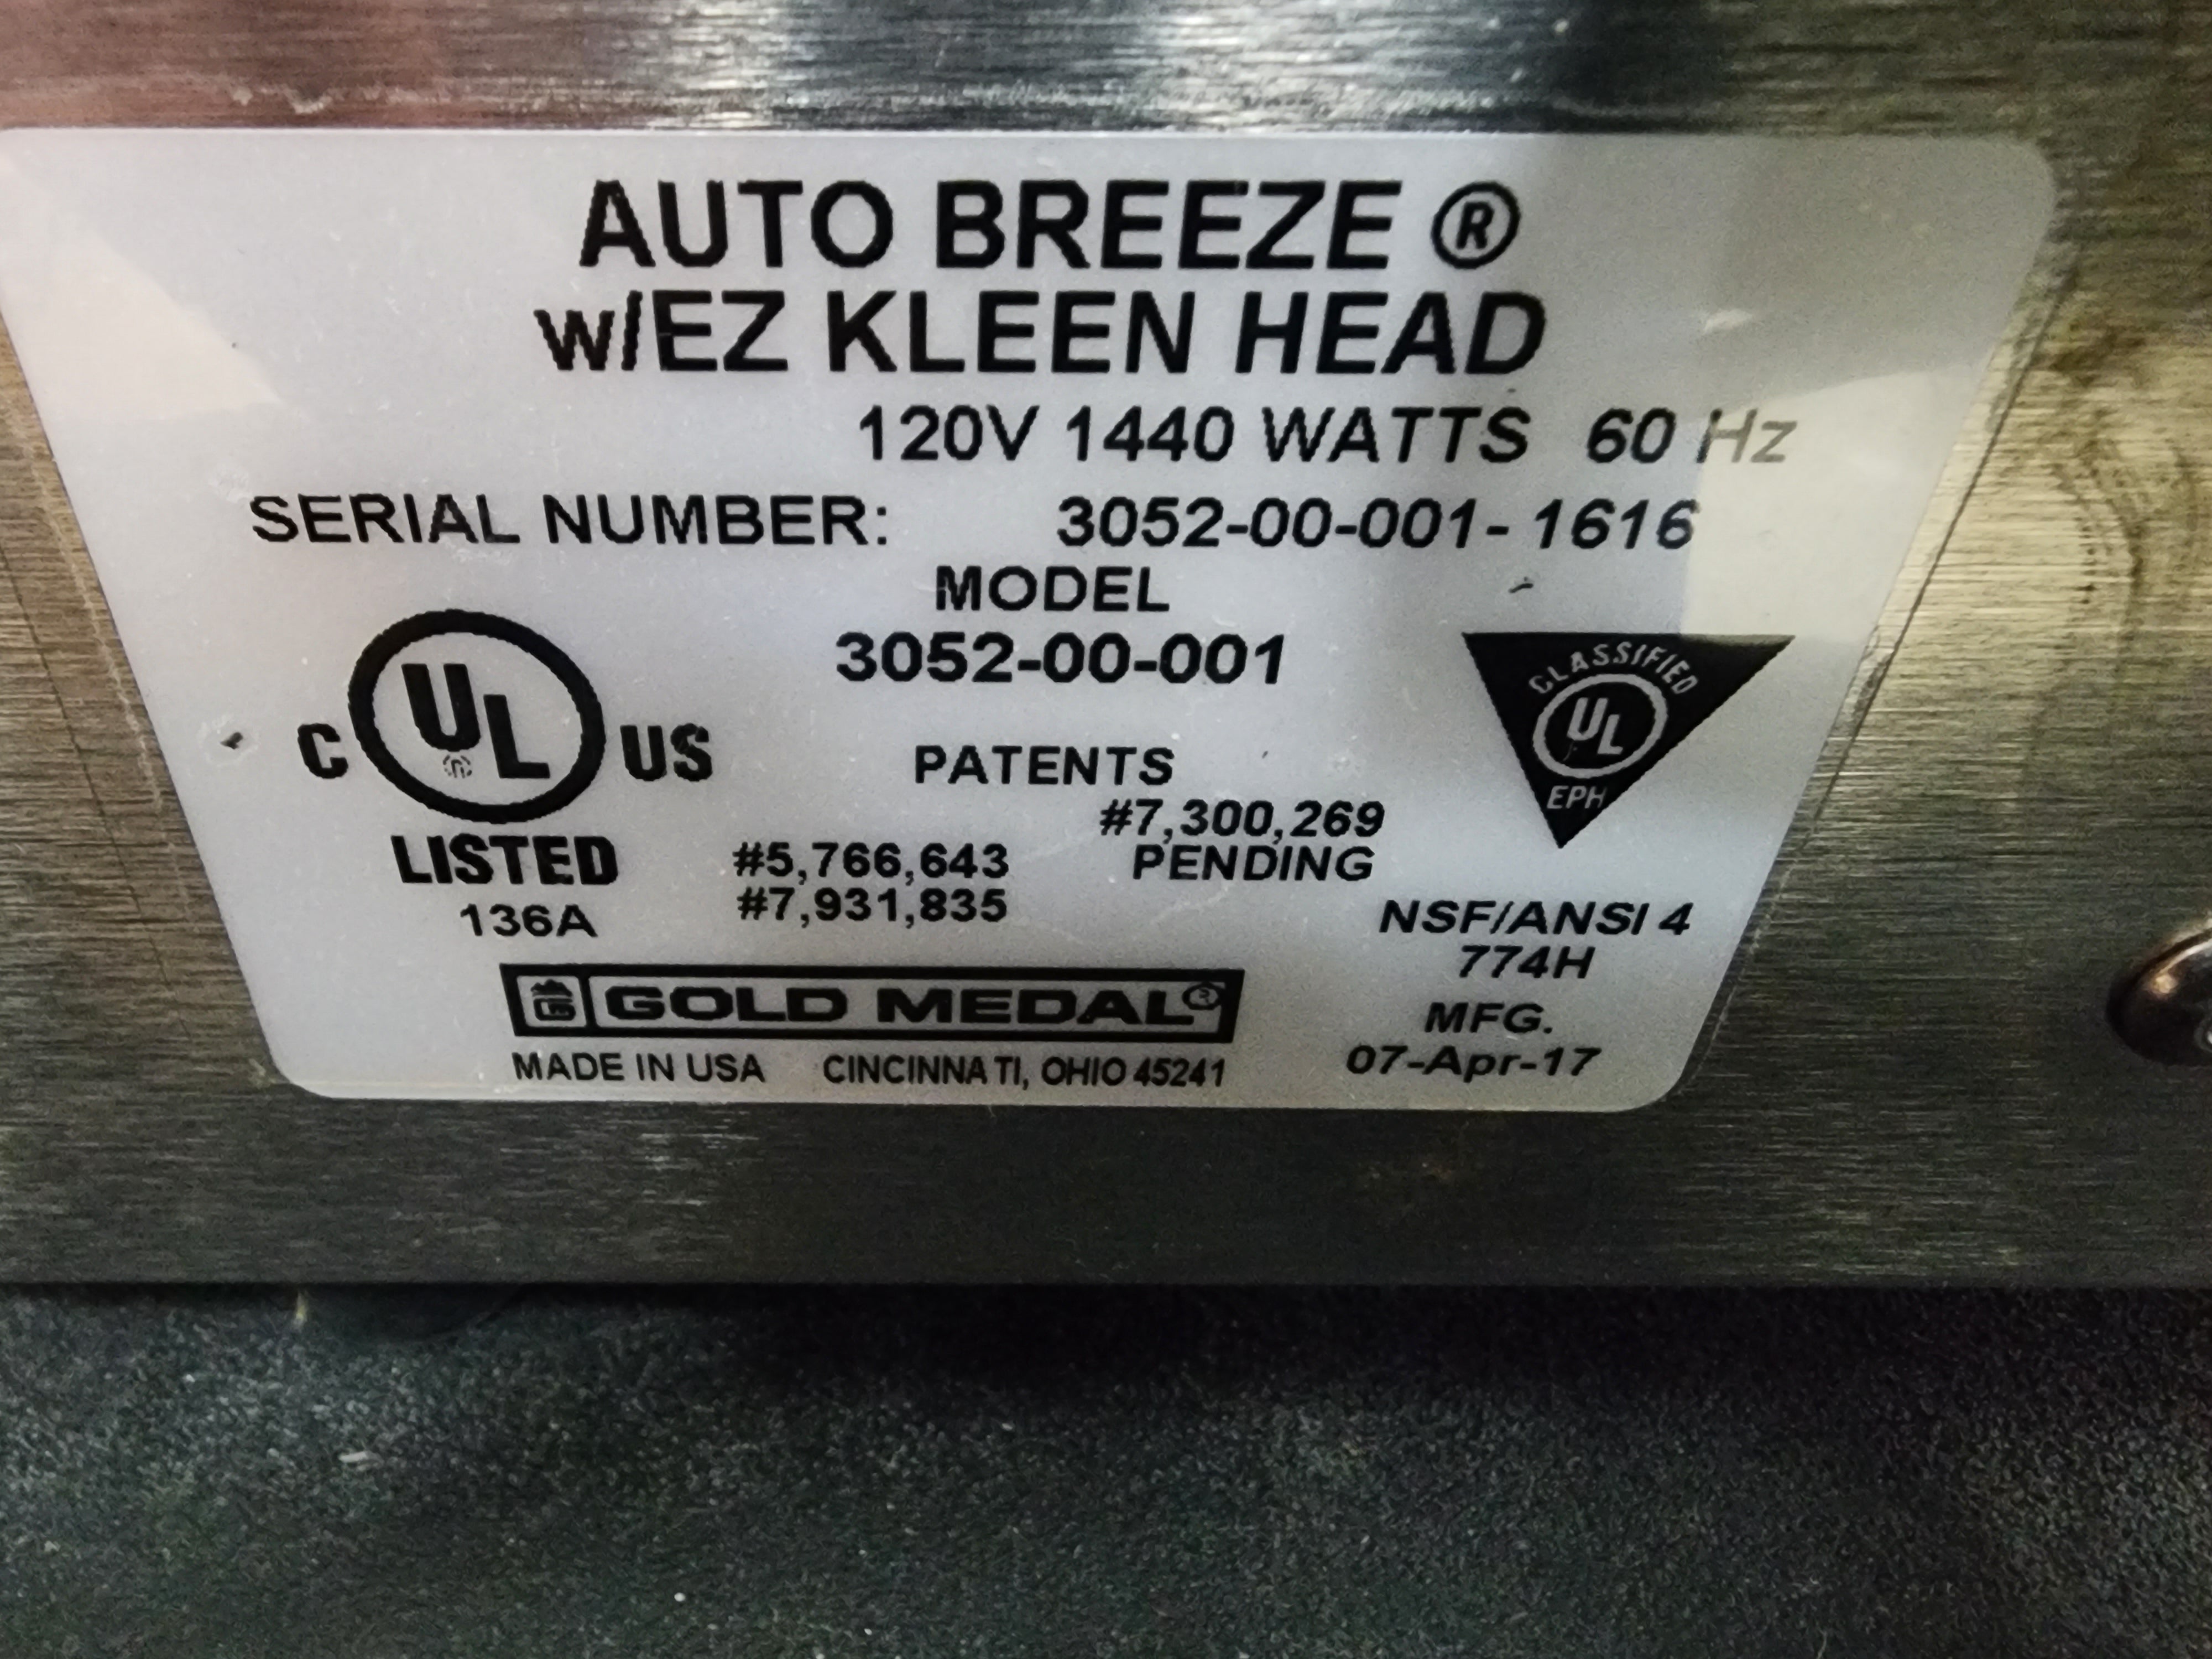 AUTO BREEZE ®
w/EZ KLEEN HEAD
120V 1440 WATTS 60 Hz
SERIAL NUMBER: 3052-00-001-1616
MODEL
3052-00-001
C UL US
LISTED
136A
CLASSIFIED
UL
EPH
PATENTS
#7,300,269
#5,766,643 PENDING
#7,931,835
NSF/ANSI 4
774H
MFG.
07-Apr-17
GOLD MEDAL®
MADE IN USA CINCINNATI, OHIO 45241